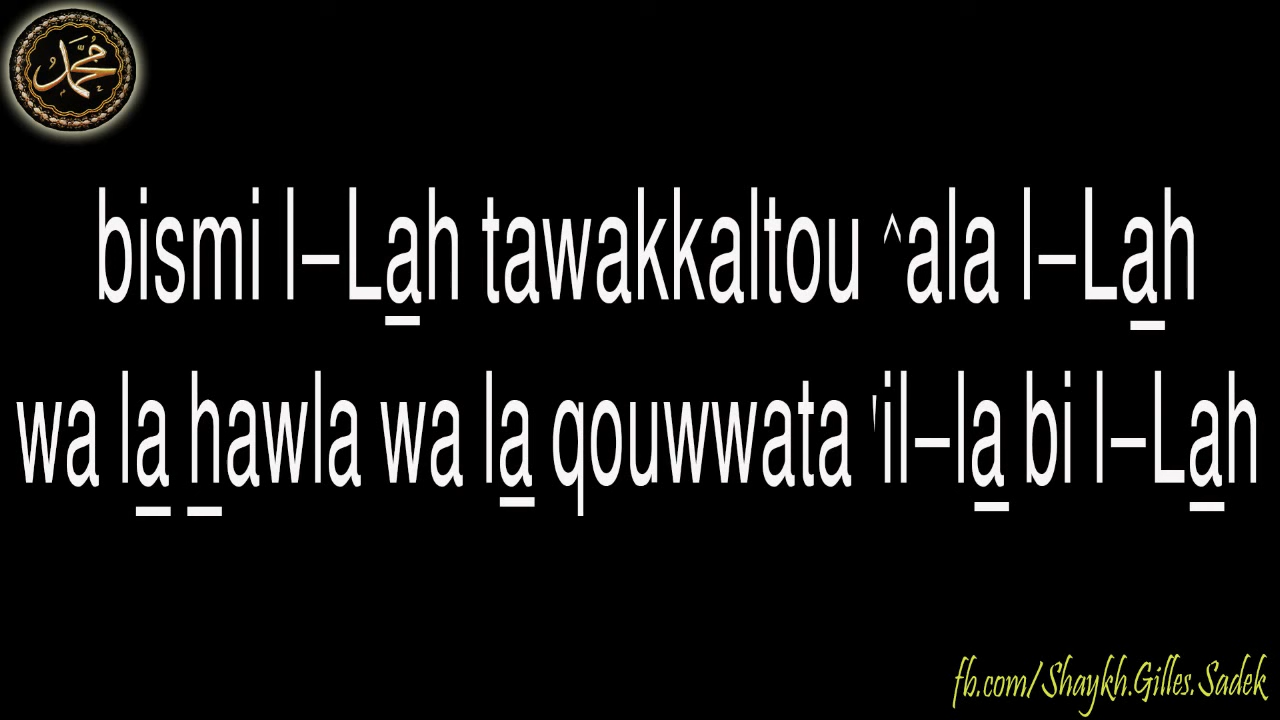 محمد
bismi l–La̱h tawakkaltou ^ala l–La̱h
wa la̱ ẖawla wa la̱ qouwwata 'il–la̱ bi l–La̱h
fb.com/Shaykh.Gilles.Sadek